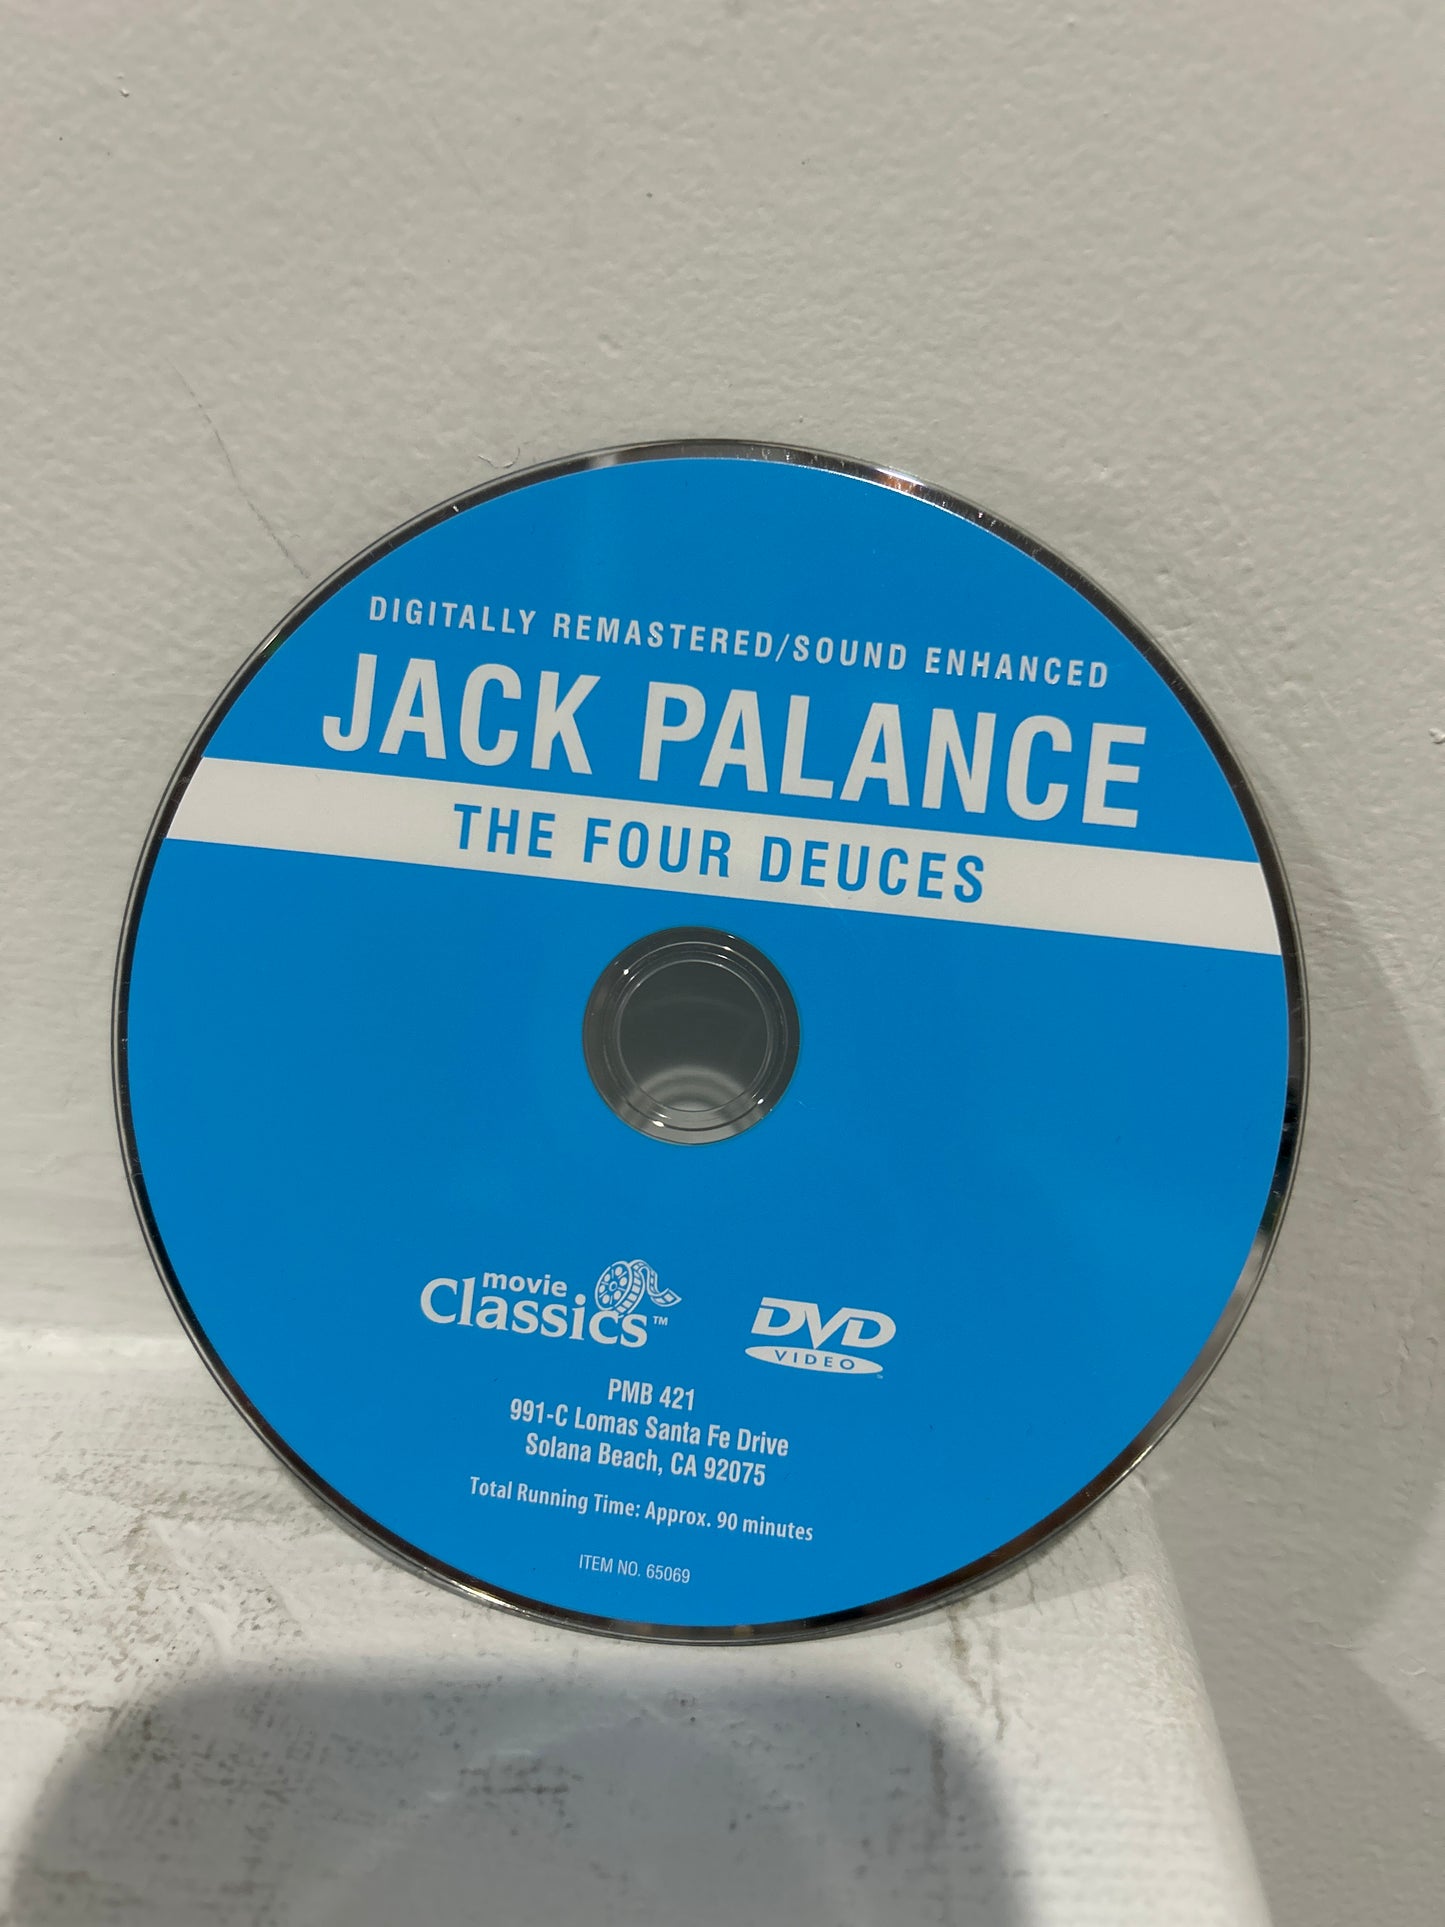 DIGITALLY REMASTERED/SOUND ENHANCED
JACK PALANCE
THE FOUR DEUCES
movie
Classics™
DVD
VIDEO
PMB 421
991-C Lomas Santa Fe Drive
Solana Beach, CA 92075
Total Running Time: Approx. 90 minutes
ITEM NO. 65069